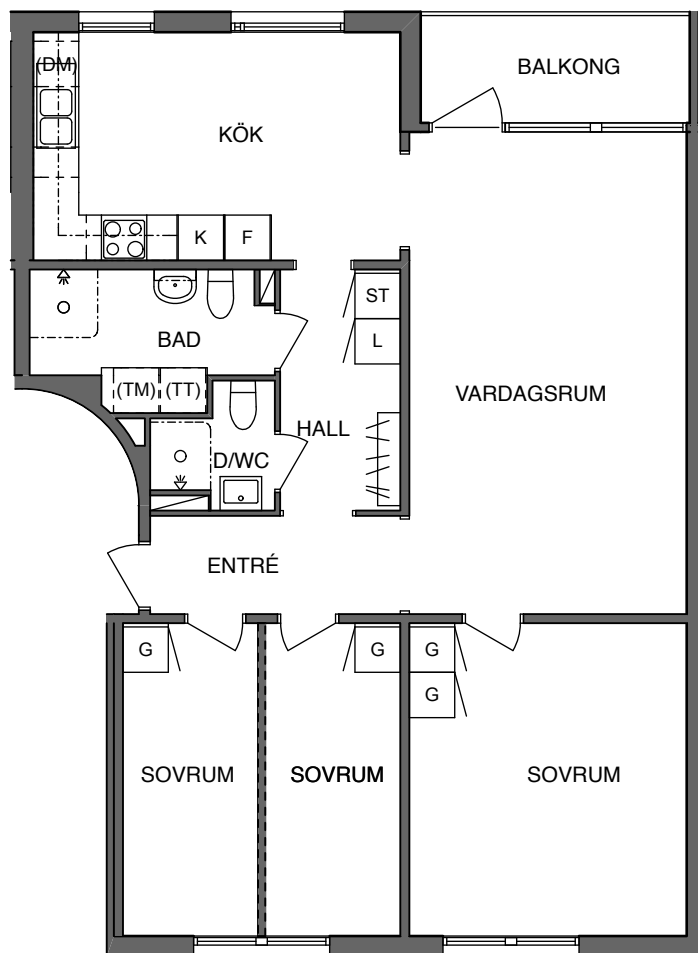 (DM)
BALKONG
KÖK
K
F
ST
BAD
L
(TM)
(TT)
VARDAGSRUM
HALL
D/WC
ENTRÉ
G
G
G
G
SOVRUM
SOVRUM
SOVRUM